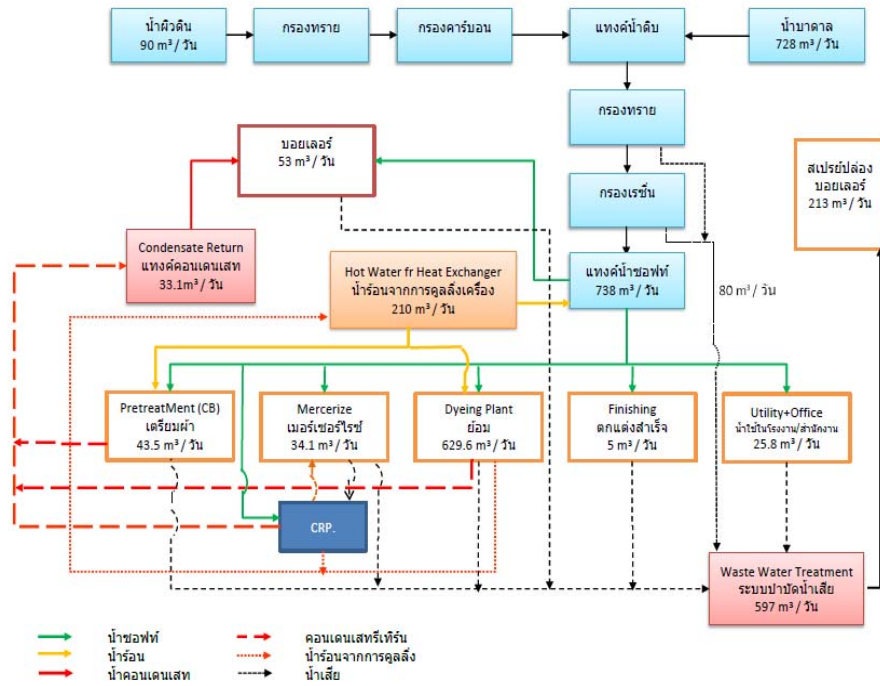 น้ำผิวดิน
90 m³ / วัน
กรองทราย
กรองคาร์บอน
แทงค์น้ำดิบ
น้ำบาดาล
728 m³ / วัน
กรองทราย
บอยเลอร์
53 m³ / วัน
สเปรย์ปล่อง
บอยเลอร์
213 m³ / วัน
กรองเรซิ่น
Condensate Return
แทงค์คอนเดนเสท
33.1m³ / วัน
Hot Water fr Heat Exchanger
น้ำร้อนจากการคูลลิ่งเครื่อง
210 m³ / วัน
แทงค์น้ำซอฟท์
738 m³ / วัน
80 m³ / วัน
PretreatMent (CB)
เตรียมผ้า
43.5 m³ / วัน
Mercerize
เมอร์เซอร์ไรซ์
34.1 m³ / วัน
Dyeing Plant
ย้อม
629.6 m³ / วัน
Finishing
ตกแต่งสำเร็จ
5 m³ / วัน
Utility+Office
น้ำใช้ในโรงงาน/สำนักงาน
25.8 m³ / วัน
CRP.
Waste Water Treatment
ระบบบำบัดน้ำเสีย
597 m³ / วัน
น้ำซอฟท์
น้ำร้อน
น้ำคอนเดนเสท
คอนเดนเสทรีเทิร์น
น้ำร้อนจากการคูลลิ่ง
น้ำเสีย